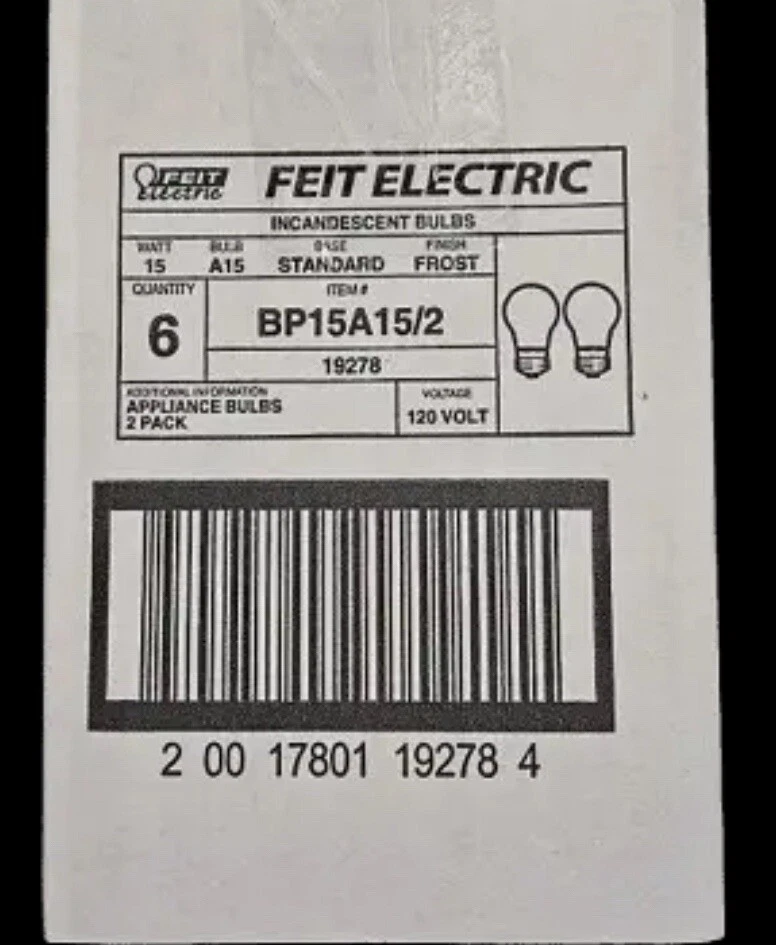 FEIT
Electric
FEIT ELECTRIC
INCANDESCENT BULBS
WATT BULB BASE FINISH
15 A15 STANDARD FROST
QUANTITY
6
ITEM #
BP15A15/2
19278
ADDITIONAL INFORMATION
APPLIANCE BULBS
2 PACK
VOLTAGE
120 VOLT
2 00 17801 19278 4